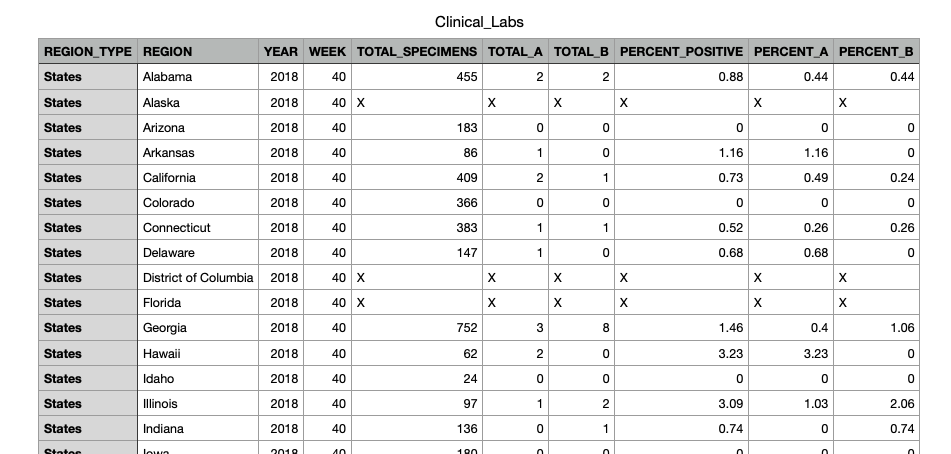 Clinical_Labs
REGION_TYPE REGION YEAR WEEK TOTAL_SPECIMENS TOTAL_A TOTAL_B PERCENT_POSITIVE PERCENT_A PERCENT_B
States Alabama 2018 40 455 2 2 0.88 0.44 0.44
States Alaska 2018 40 X X X X X X
States Arizona 2018 40 183 0 0 0 0 0
States Arkansas 2018 40 86 1 0 1.16 1.16 0
States California 2018 40 409 2 1 0.73 0.49 0.24
States Colorado 2018 40 366 0 0 0 0 0
States Connecticut 2018 40 383 1 1 0.52 0.26 0.26
States Delaware 2018 40 147 1 0 0.68 0.68 0
States District of Columbia 2018 40 X X X X X X
States Florida 2018 40 X X X X X X
States Georgia 2018 40 752 3 8 1.46 0.4 1.06
States Hawaii 2018 40 62 2 0 3.23 3.23 0
States Idaho 2018 40 24 0 0 0 0 0
States Illinois 2018 40 97 1 2 3.09 1.03 2.06
States Indiana 2018 40 136 0 1 0.74 0 0.74
States Iowa 2018 40 180 0 0 0 0 0